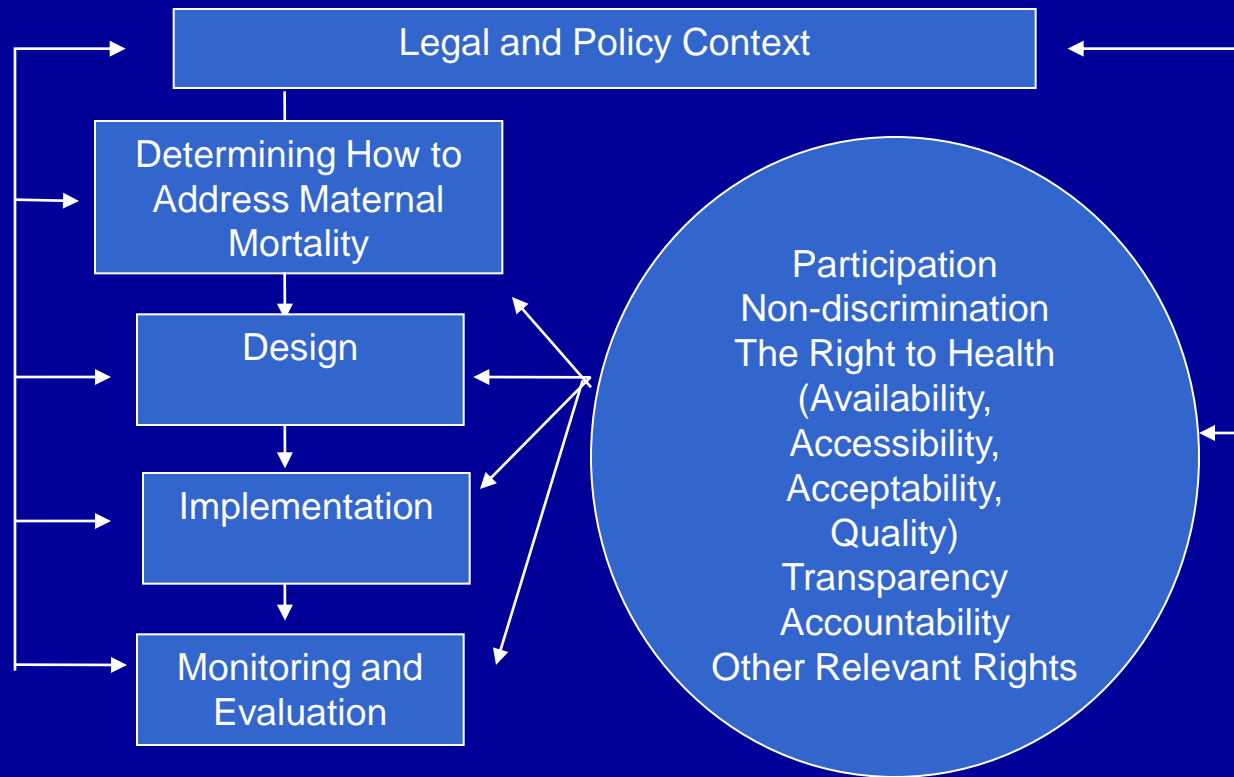 Legal and Policy Context
Determining How to
Address Maternal
Mortality
Design
Implementation
Monitoring and
Evaluation
Participation
Non-discrimination
The Right to Health
(Availability,
Accessibility,
Acceptability,
Quality)
Transparency
Accountability
Other Relevant Rights